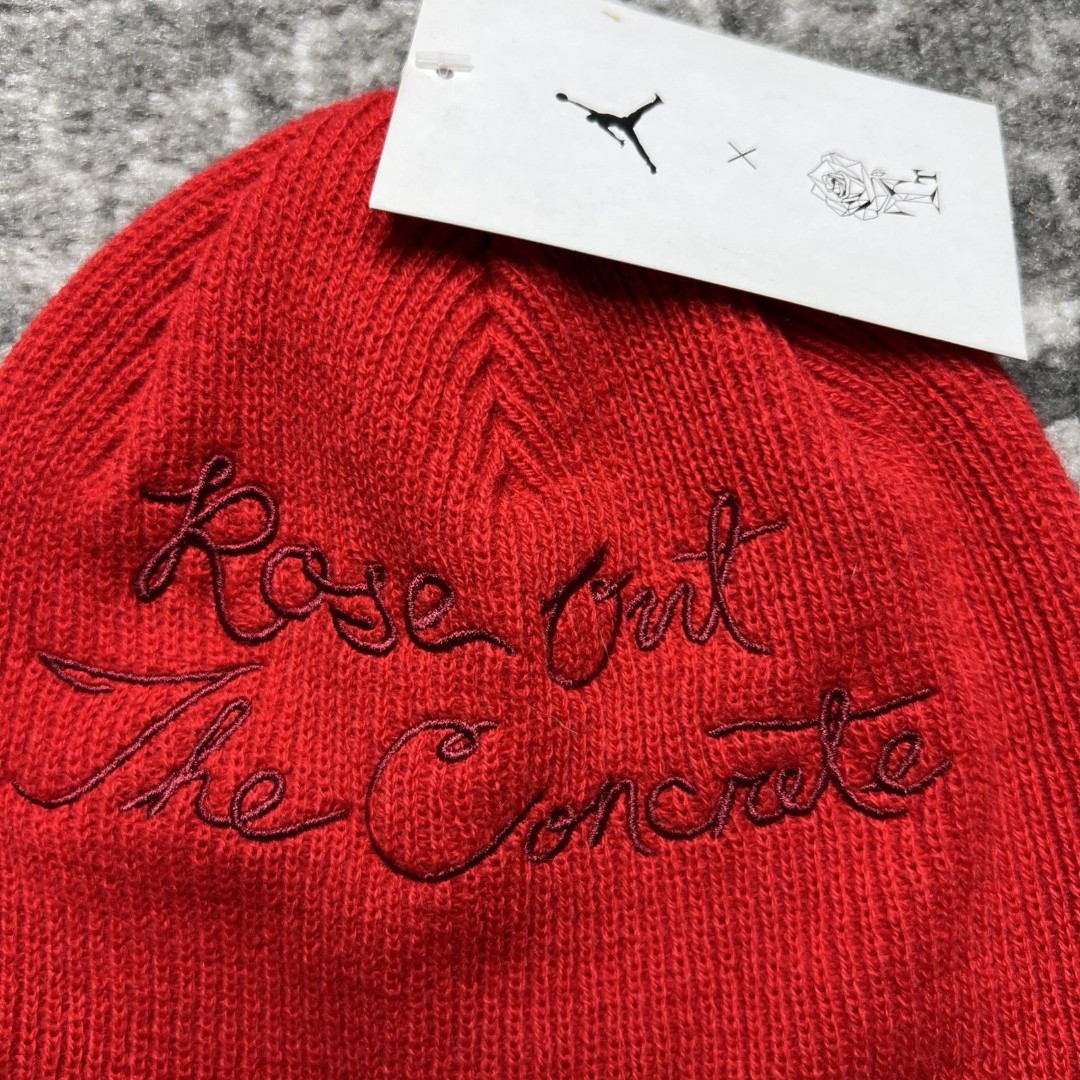 Rose Out
The Concrete
X